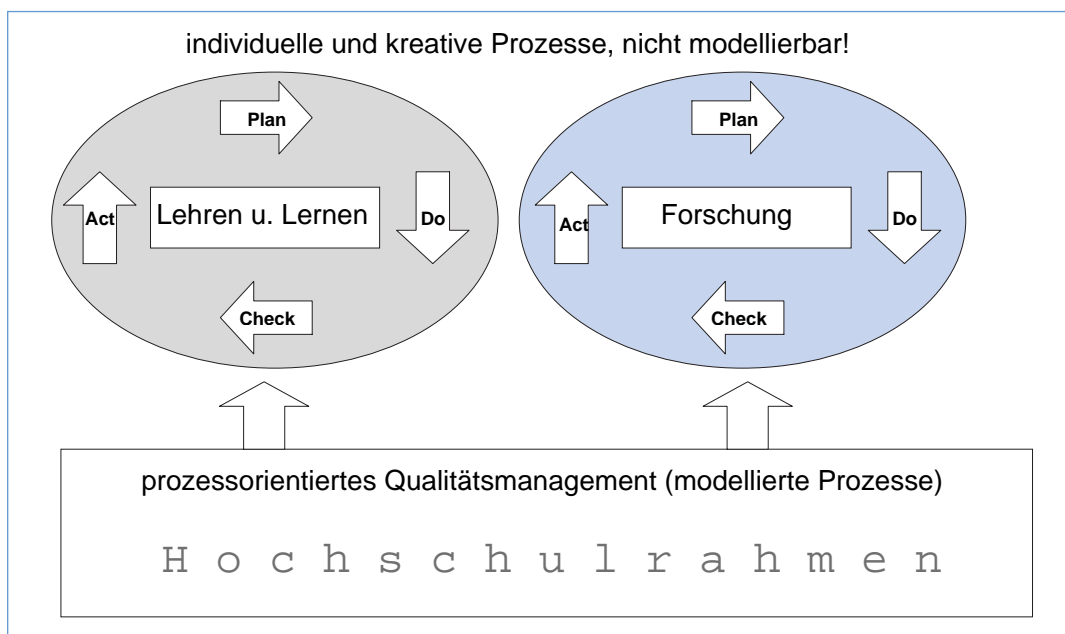 individuelle und kreative Prozesse, nicht modellierbar!
Plan
Act
Lehren u. Lernen
Do
Check
Plan
Act
Forschung
Do
Check
prozessorientiertes Qualitätsmanagement (modellierte Prozesse)
Hochschulrahmen